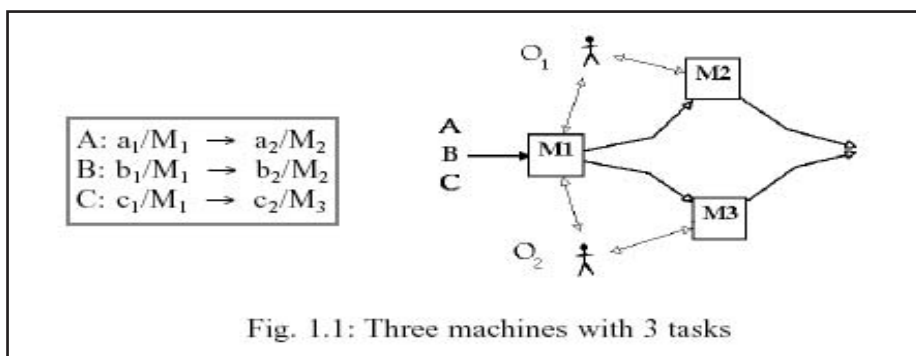 A: a₁/M₁ → a₂/M₂
B: b₁/M₁ → b₂/M₂
C: c₁/M₁ → c₂/M₃
O₁
M2
A
B
C
M1
M3
O₂
Fig. 1.1: Three machines with 3 tasks